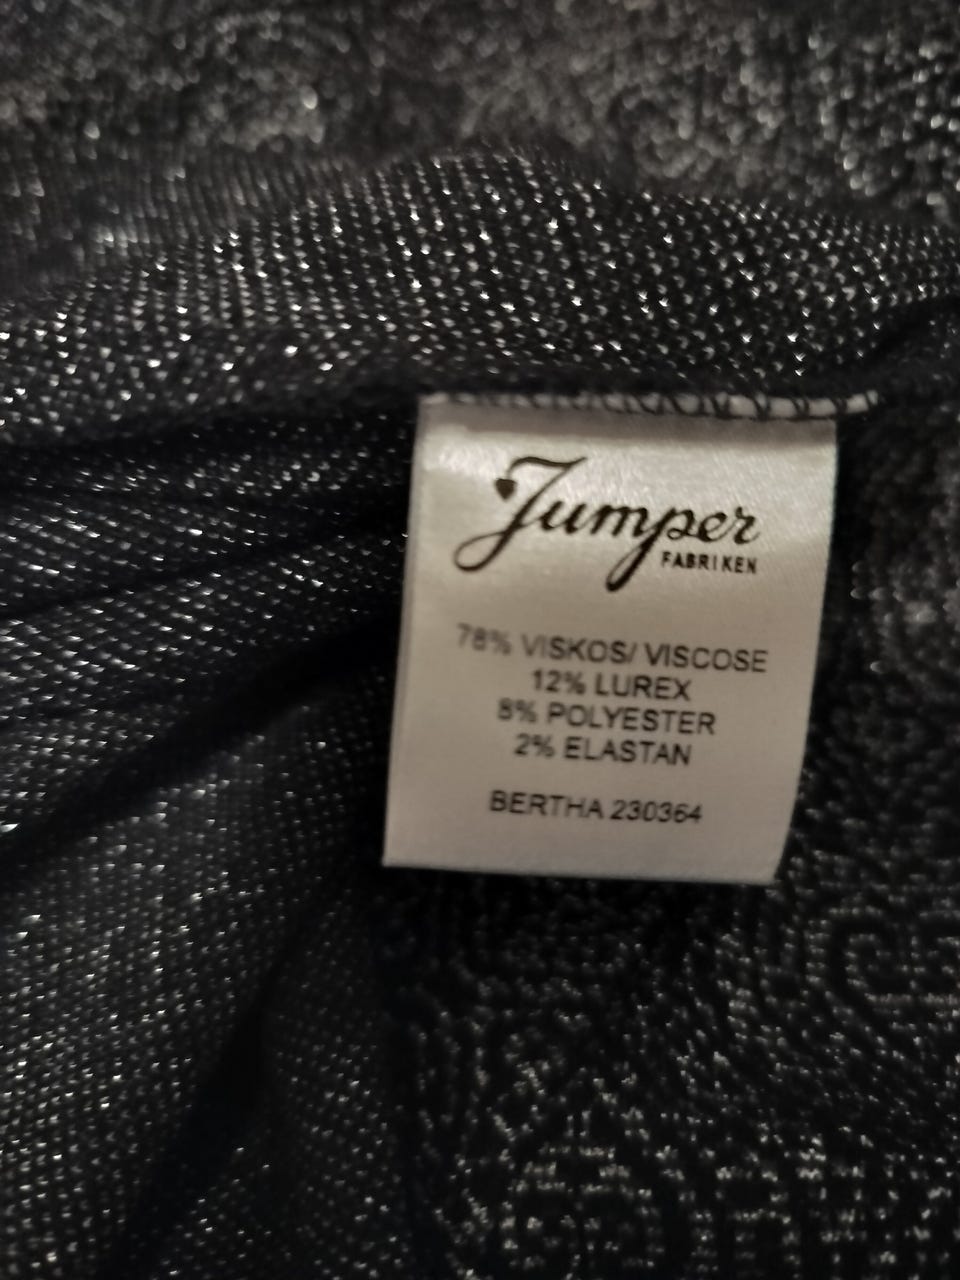 Jumper
FABRIKEN
78% VISKOS/ VISCOSE
12% LUREX
8% POLYESTER
2% ELASTAN
BERTHA 230364